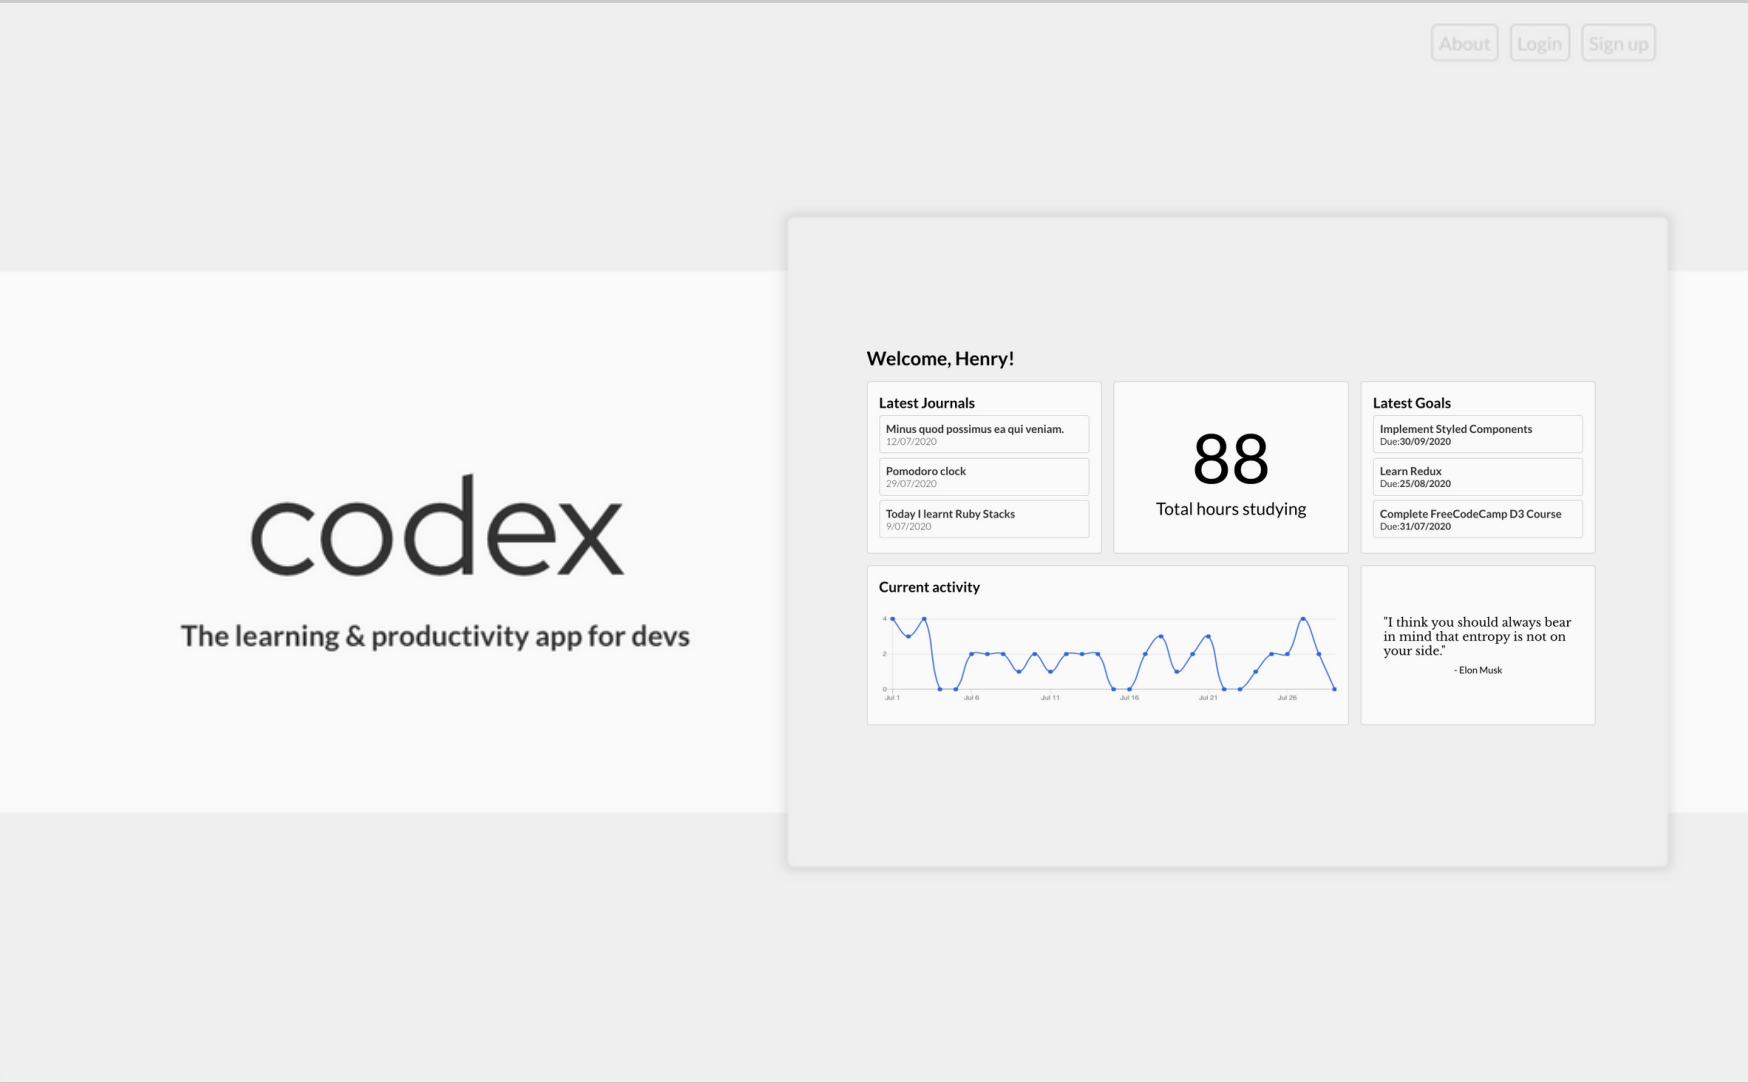 About
Login
Sign up
codex
The learning & productivity app for devs
Welcome, Henry!
Latest Journals
Minus quod possimus ea qui veniam.
12/07/2020
Pomodoro clock
29/07/2020
Today I learnt Ruby Stacks
9/07/2020
88
Total hours studying
Latest Goals
Implement Styled Components
Due:30/09/2020
Learn Redux
Due:25/08/2020
Complete FreeCodeCamp D3 Course
Due:31/07/2020
Current activity
4
2
0
Jul 1
Jul 6
Jul 11
Jul 16
Jul 21
Jul 26
"I think you should always bear
in mind that entropy is not on
your side."
- Elon Musk